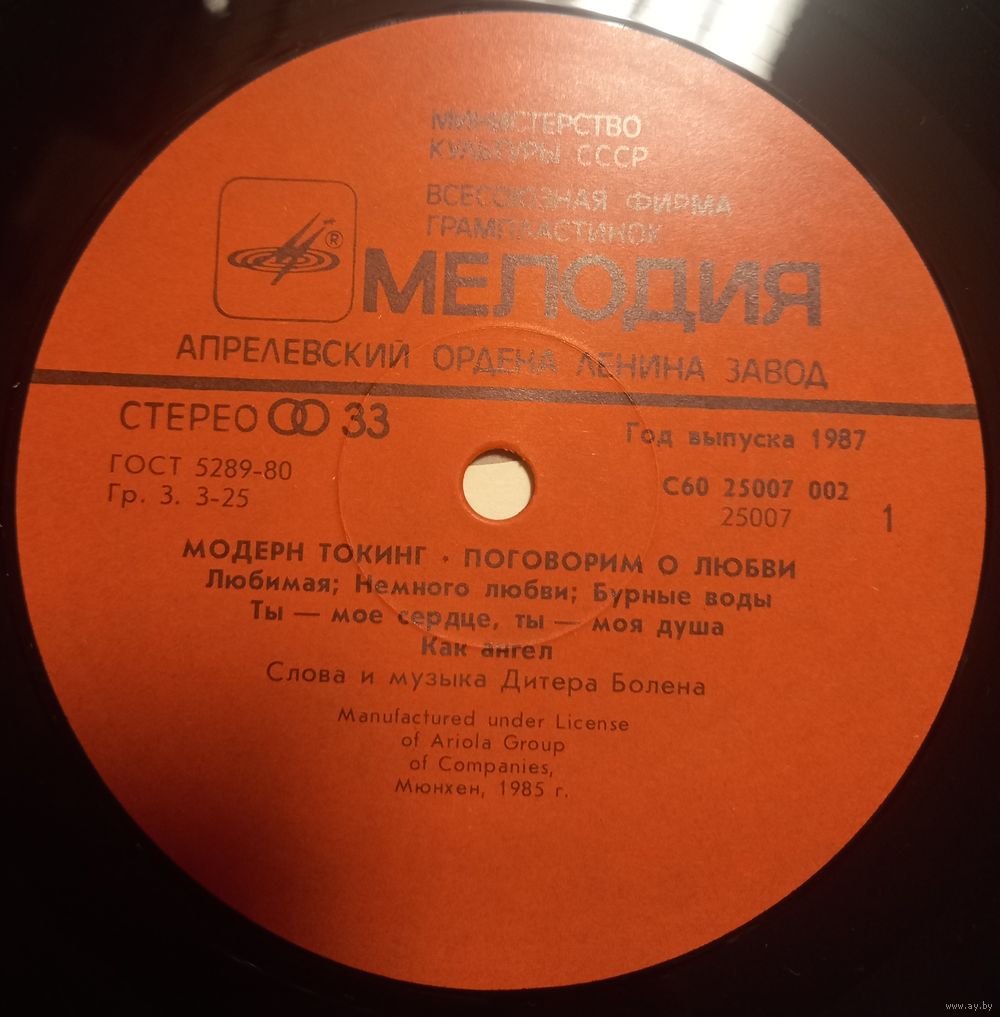 МИНИСТЕРСТВО
КУЛЬТУРЫ СССР
ВСЕСОЮЗНАЯ ФИРМА
ГРАМПЛАСТИНОК
®
МЕЛОДИЯ
АПРЕЛЕВСКИЙ ОРДЕНА ЛЕНИНА ЗАВОД
СТЕРЕО 33
Год выпуска 1987
ГОСТ 5289-80
Гр. 3. 3-25
С60 25007 002
25007
1
МОДЕРН ТОКИНГ · ПОГОВОРИМ О ЛЮБВИ
Любимая; Немного любви; Бурные воды
Ты — мое сердце, ты — моя душа
Как ангел
Слова и музыка Дитера Болена
Manufactured under License
of Ariola Group
of Companies,
Мюнхен, 1985 г.
www.ay.by